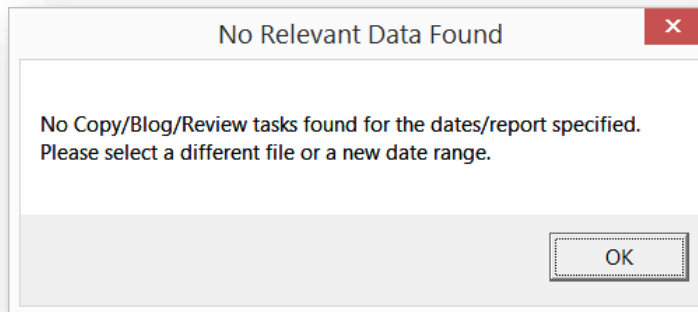 No Relevant Data Found
No Copy/Blog/Review tasks found for the dates/report specified.
Please select a different file or a new date range.
OK